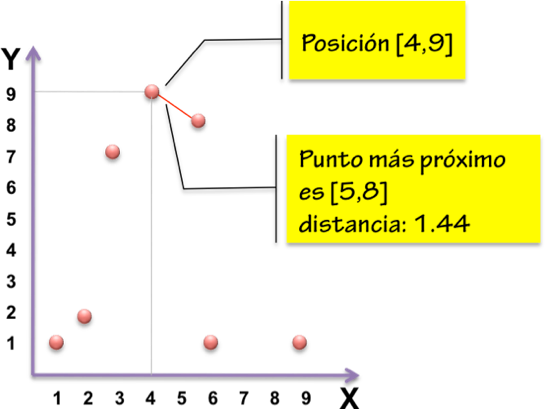 Posición [4,9]
Y
9
8
7
6
5
4
3
2
1
Punto más próximo
es [5,8]
distancia: 1.44
1 2 3 4 5 6 7 8 9 X